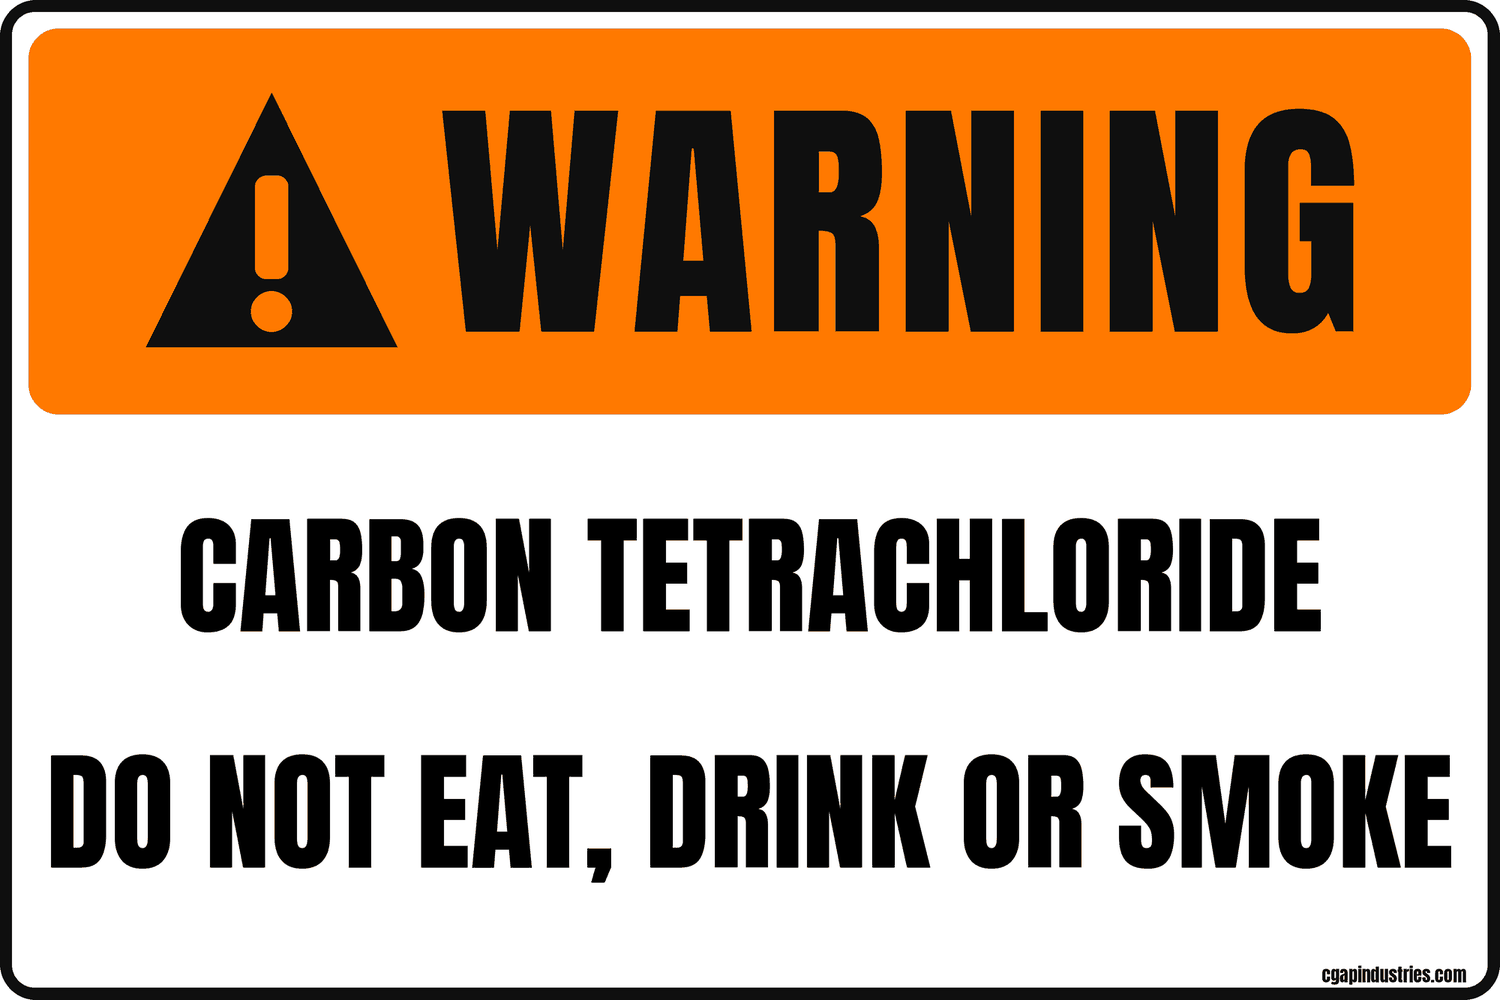 WARNING
CARBON TETRACHLORIDE
DO NOT EAT, DRINK OR SMOKE
cgapindustries.com